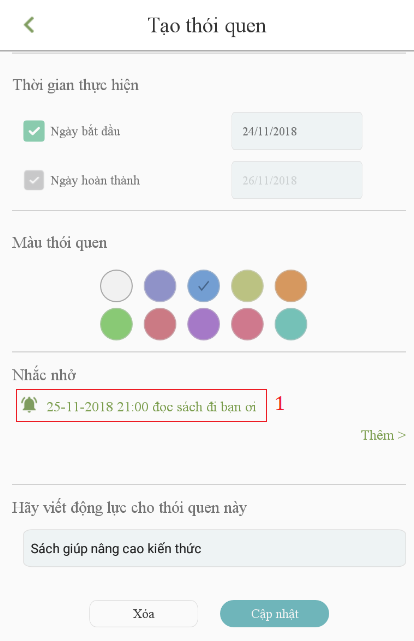 Tạo thói quen
Thời gian thực hiện
Ngày bắt đầu
24/11/2018
Ngày hoàn thành
26/11/2018
Màu thói quen
Nhắc nhở
25-11-2018 21:00 đọc sách đi bạn ơi
1
Thêm >
Hãy viết động lực cho thói quen này
Sách giúp nâng cao kiến thức
Xóa
Cập nhật